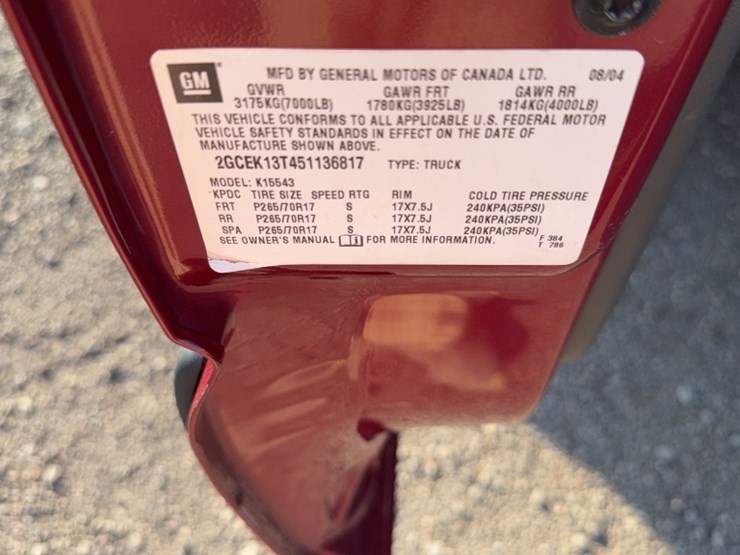 GM
MFD BY GENERAL MOTORS OF CANADA LTD. 08/04
GVWR GAWR FRT GAWR RR
3175KG(7000LB) 1780KG(3925LB) 1814KG(4000LB)
THIS VEHICLE CONFORMS TO ALL APPLICABLE U.S. FEDERAL MOTOR
VEHICLE SAFETY STANDARDS IN EFFECT ON THE DATE OF
MANUFACTURE SHOWN ABOVE.
2GCEK13T451136817 TYPE: TRUCK
MODEL: K15543
KPDC TIRE SIZE SPEED RTG RIM COLD TIRE PRESSURE
FRT P265/70R17 S 17X7.5J 240KPA(35PSI)
RR P265/70R17 S 17X7.5J 240KPA(35PSI)
SPA P265/70R17 S 17X7.5J 240KPA(35PSI)
SEE OWNER'S MANUAL FOR MORE INFORMATION.
F 384
T 786